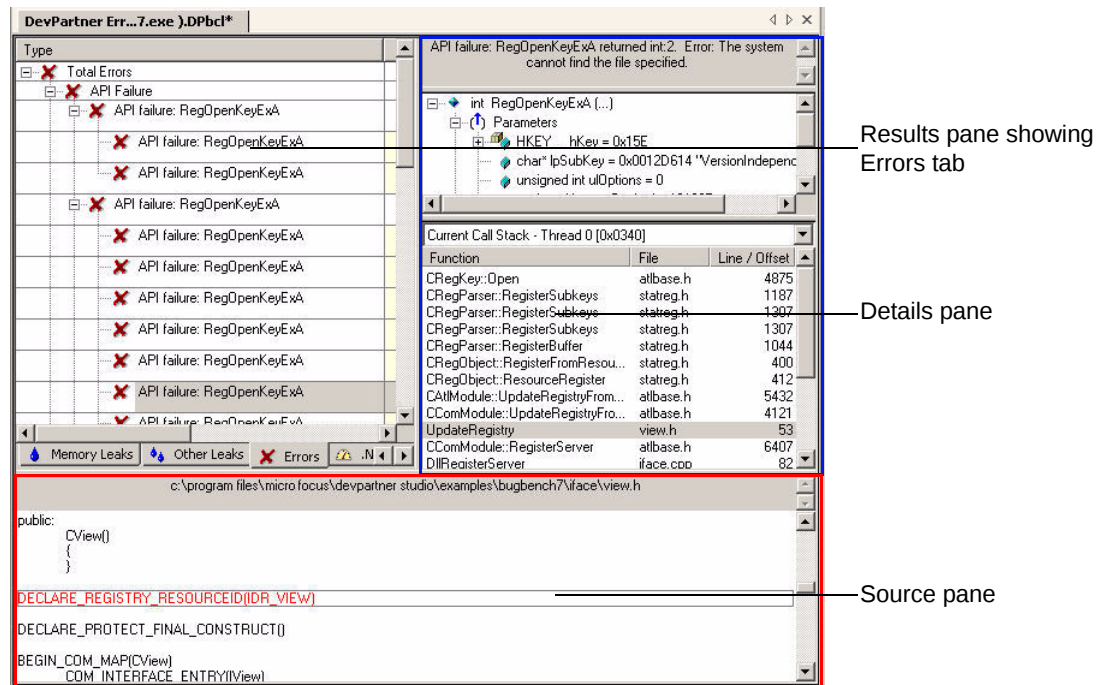 DevPartner Err...7.exe ).DPbcl*
Type
Total Errors
API Failure
API failure: RegOpenKeyExA
API failure: RegOpenKeyExA
API failure: RegOpenKeyExA
API failure: RegOpenKeyExA
API failure: RegOpenKeyExA
API failure: RegOpenKeyExA
API failure: RegOpenKeyExA
API failure: RegOpenKeyExA
API failure: RegOpenKeyExA
API failure: RegOpenKeyExA
API failure: RegOpenKeyExA
Memory Leaks
Other Leaks
Errors
.N
API failure: RegOpenKeyExA returned int:2. Error: The system
cannot find the file specified.
int RegOpenKeyExA (...)
Parameters
HKEY hKey = 0x15E
char* lpSubKey = 0x0012D614 "VersionIndepenc
unsigned int ulOptions = 0
Current Call Stack - Thread 0 [0x0340]
Function File Line / Offset
CRegKey::Open atlbase.h 4875
CRegParser::RegisterSubkeys statreg.h 1187
CRegParser::RegisterSubkeys statreg.h 1307
CRegParser::RegisterSubkeys statreg.h 1307
CRegParser::RegisterBuffer statreg.h 1044
CRegObject::RegisterFromResou... statreg.h 400
CRegObject::ResourceRegister statreg.h 412
CAtlModule::UpdateRegistryFrom... atlbase.h 5432
CComModule::UpdateRegistryFro... atlbase.h 4121
UpdateRegistry view.h 53
CComModule::RegisterServer atlbase.h 6407
DllRegisterServer iface.cpp 82
c:\program files\micro focus\devpartner studio\examples\bugbench7\iface\view.h
public:
CView()
{
}
DECLARE_REGISTRY_RESOURCEID(IDR_VIEW)
DECLARE_PROTECT_FINAL_CONSTRUCT()
BEGIN_COM_MAP(CView)
COM_INTERFACE_ENTRY(IView)
Results pane showing
Errors tab
Details pane
Source pane